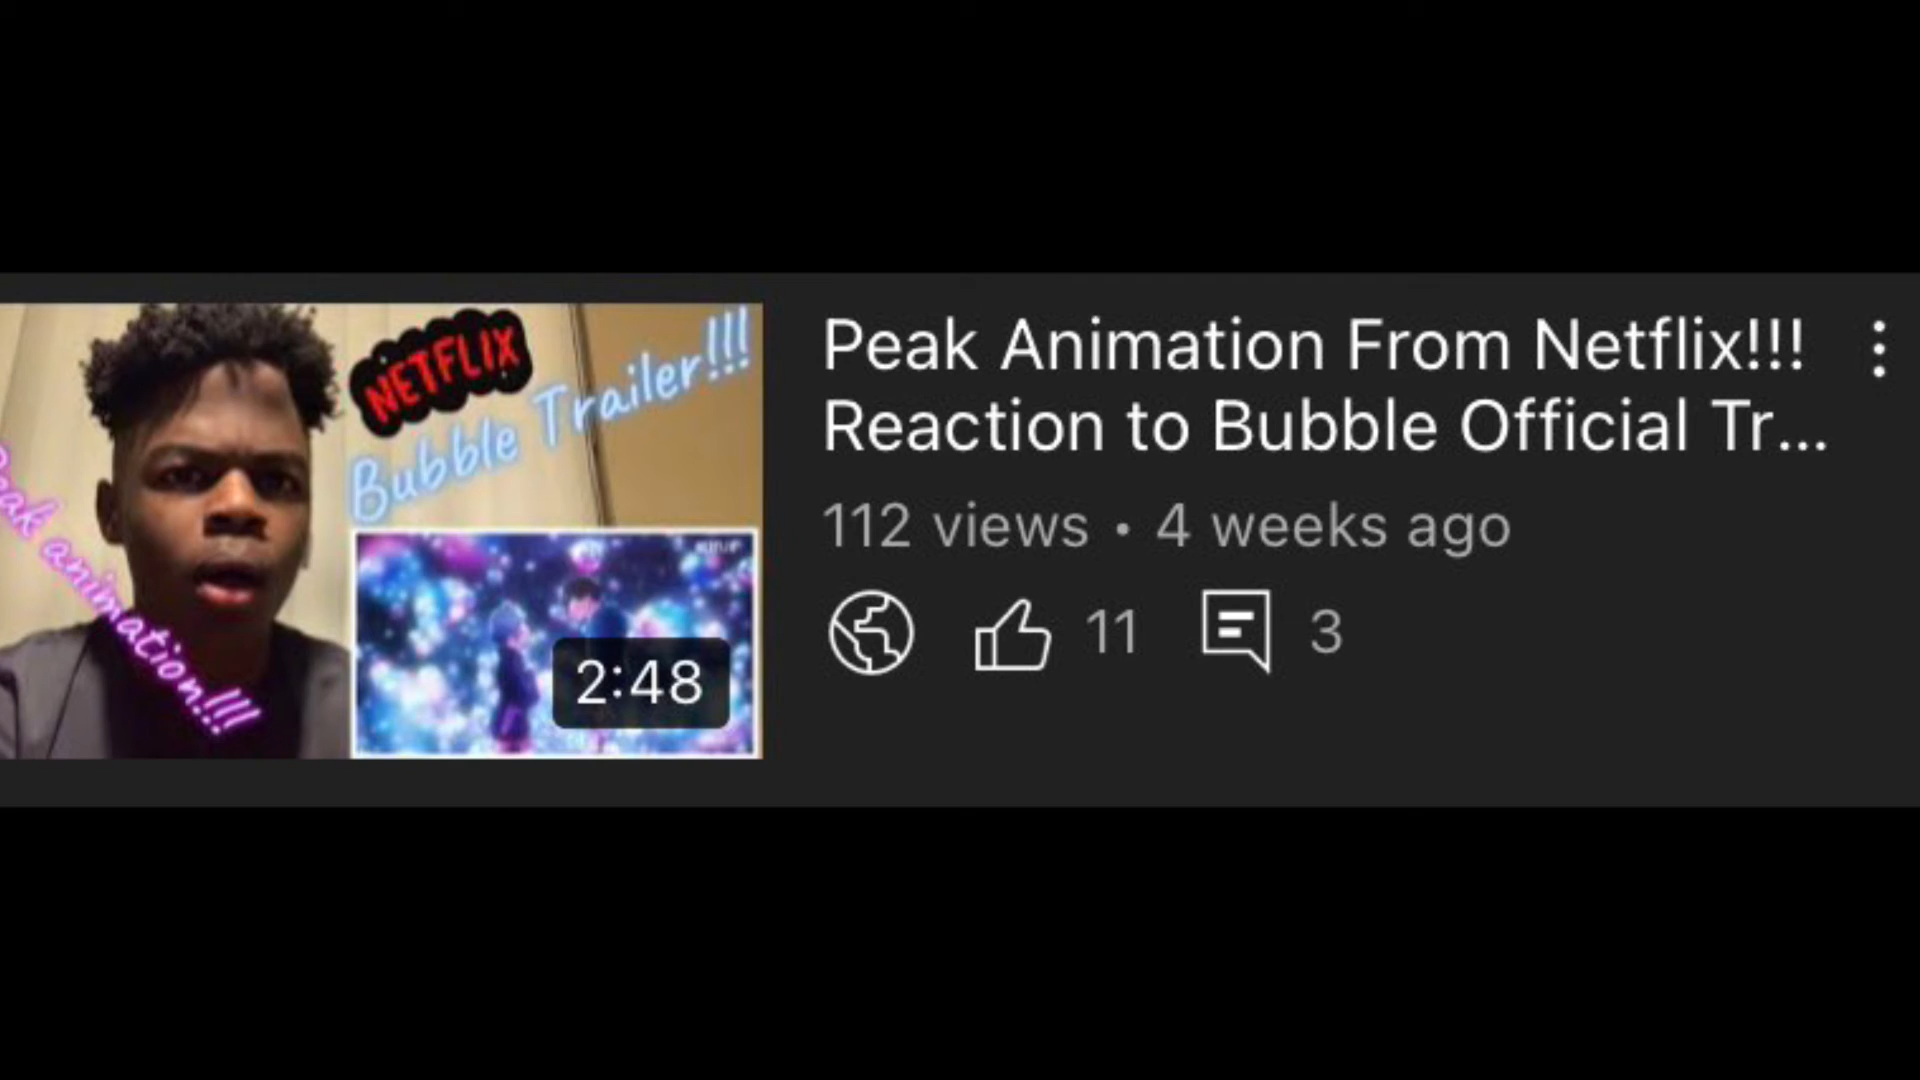 NETFLIX
Bubble Trailer!!!
Peak animation!!!
2:48
Peak Animation From Netflix!!!
Reaction to Bubble Official Tr...
112 views • 4 weeks ago
11
3